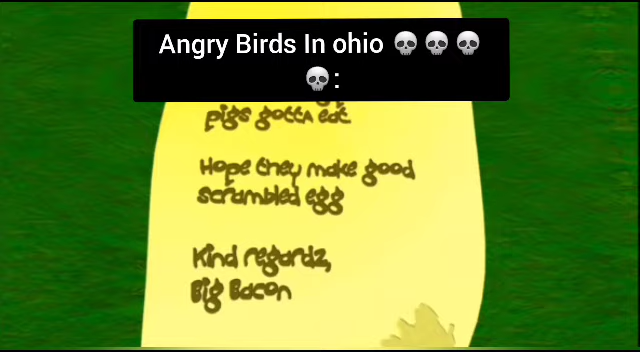 Angry Birds In ohio 💀💀💀
💀:
pigs gotta eat
Hope they make good
scrambled egg
Kind regardz,
Big Bacon